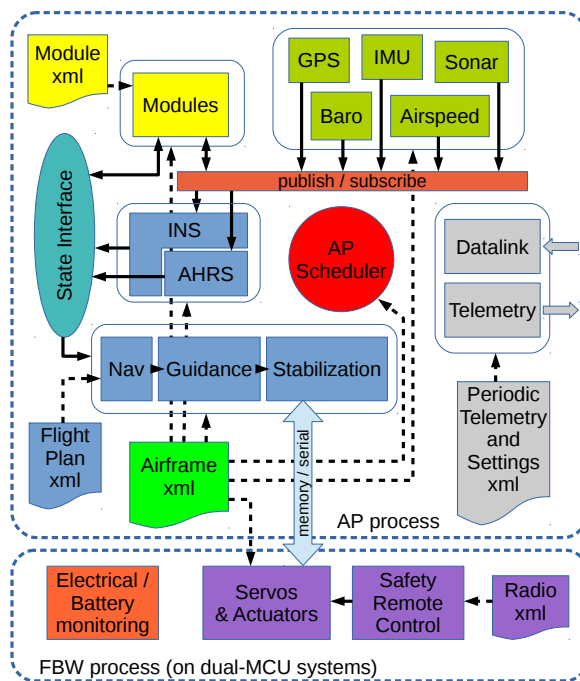 Module
xml
Modules
GPS
IMU
Sonar
Baro
Airspeed
publish / subscribe
State Interface
INS
AHRS
AP
Scheduler
Datalink
Telemetry
Nav
Guidance
Stabilization
Flight
Plan
xml
Airframe
xml
memory / serial
Periodic
Telemetry
and
Settings
xml
AP process
Electrical /
Battery
monitoring
Servos
& Actuators
Safety
Remote
Control
Radio
xml
FBW process (on dual-MCU systems)